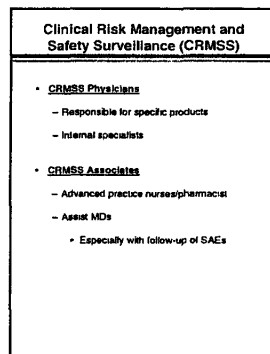 Clinical Risk Management and
Safety Surveillance (CRMSS)
• CRMSS Physicians
– Responsible for specific products
– Internal specialists
• CRMSS Associates
– Advanced practice nurses/pharmacist
– Assist MDs
• Especially with follow-up of SAEs